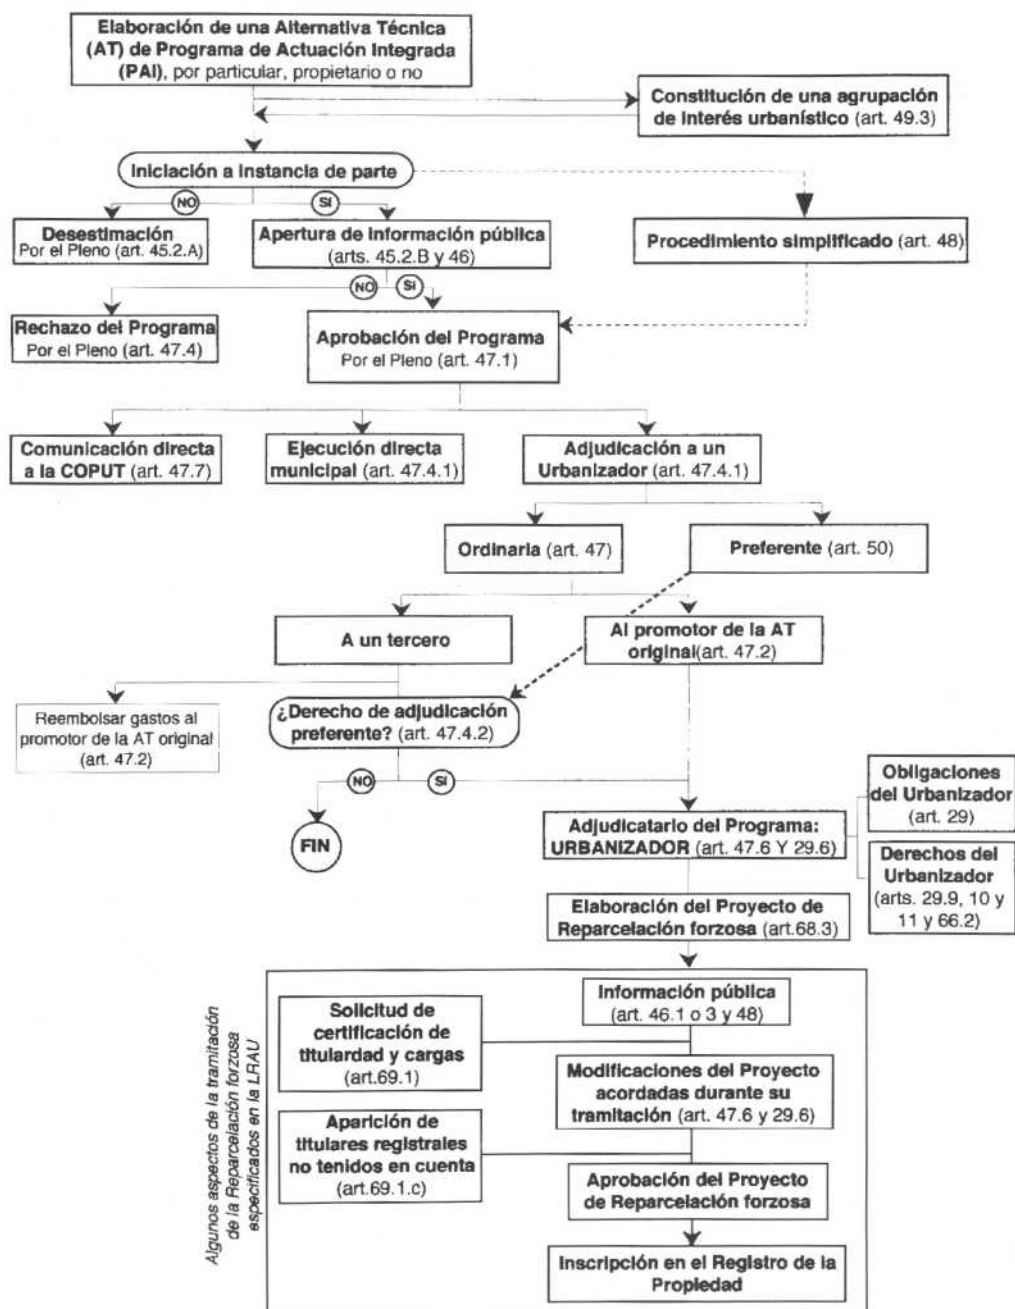 Elaboración de una Alternativa Técnica
(AT) de Programa de Actuación Integrada
(PAI), por particular, propietario o no
Constitución de una agrupación
de interés urbanístico (art. 49.3)
Iniciación a instancia de parte
NO
SI
Desestimación
Por el Pleno (art. 45.2.A)
Apertura de información pública
(arts. 45.2.B y 46)
Procedimiento simplificado (art. 48)
NO
Si
Rechazo del Programa
Por el Pleno (art. 47.4)
Aprobación del Programa
Por el Pleno (art. 47.1)
Comunicación directa
a la COPUT (art. 47.7)
Ejecución directa
municipal (art. 47.4.1)
Adjudicación a un
Urbanizador (art. 47.4.1)
Ordinaria (art. 47)
Preferente (art. 50)
A un tercero
Al promotor de la AT
original(art. 47.2)
Reembolsar gastos al
promotor de la AT original
(art. 47.2)
¿Derecho de adjudicación
preferente? (art. 47.4.2)
NO
SI
FIN
Adjudicatario del Programa:
URBANIZADOR (art. 47.6 Y 29.6)
Obligaciones
del Urbanizador
(art. 29)
Derechos del
Urbanizador
(arts. 29.9, 10 y
11 y 66.2)
Elaboración del Proyecto de
Reparcelación forzosa (art.68.3)
Algunos aspectos de la tramitación
de la Reparcelación forzosa
especificados en la LRAU
Información pública
(art. 46.1 o 3 y 48)
Solicitud de
certificación de
titulardad y cargas
(art.69.1)
Modificaciones del Proyecto
acordadas durante su
tramitación (art. 47.6 y 29.6)
Aparición de
titulares registrales
no tenidos en cuenta
(art.69.1.c)
Aprobación del Proyecto
de Reparcelación forzosa
Inscripción en el Registro de la
Propiedad